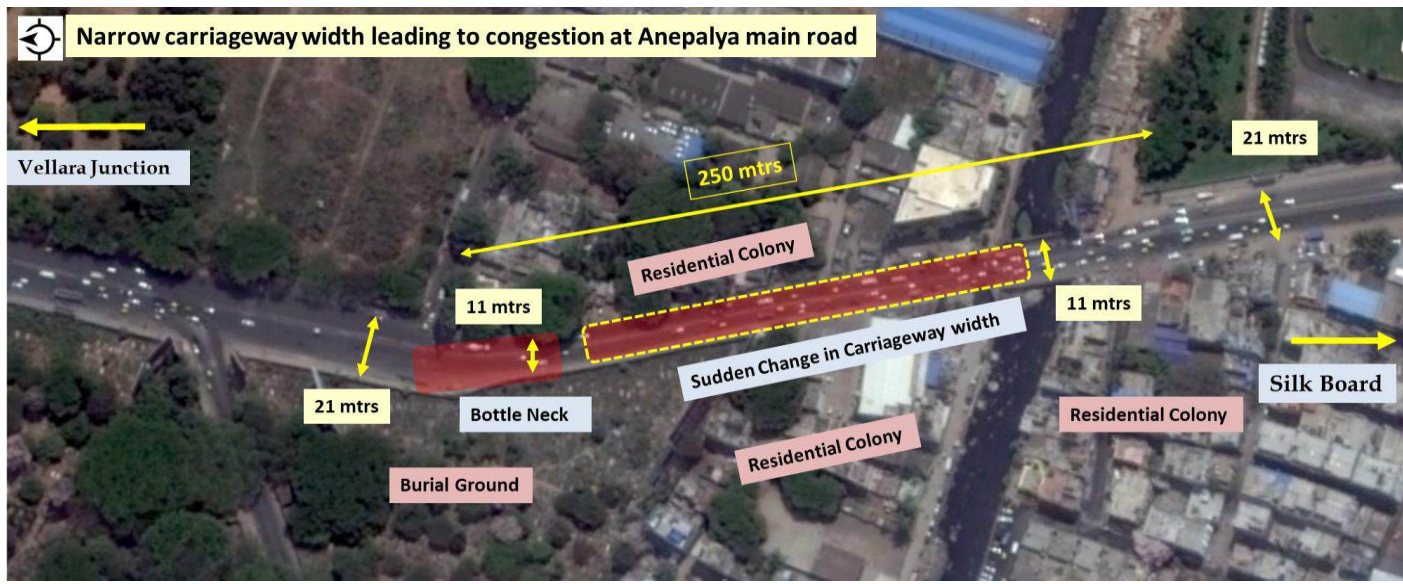 Narrow carriageway width leading to congestion at Anepalya main road
Vellara Junction
250 mtrs
21 mtrs
Residential Colony
11 mtrs
11 mtrs
Sudden Change in Carriageway width
21 mtrs
Bottle Neck
Silk Board
Residential Colony
Residential Colony
Burial Ground